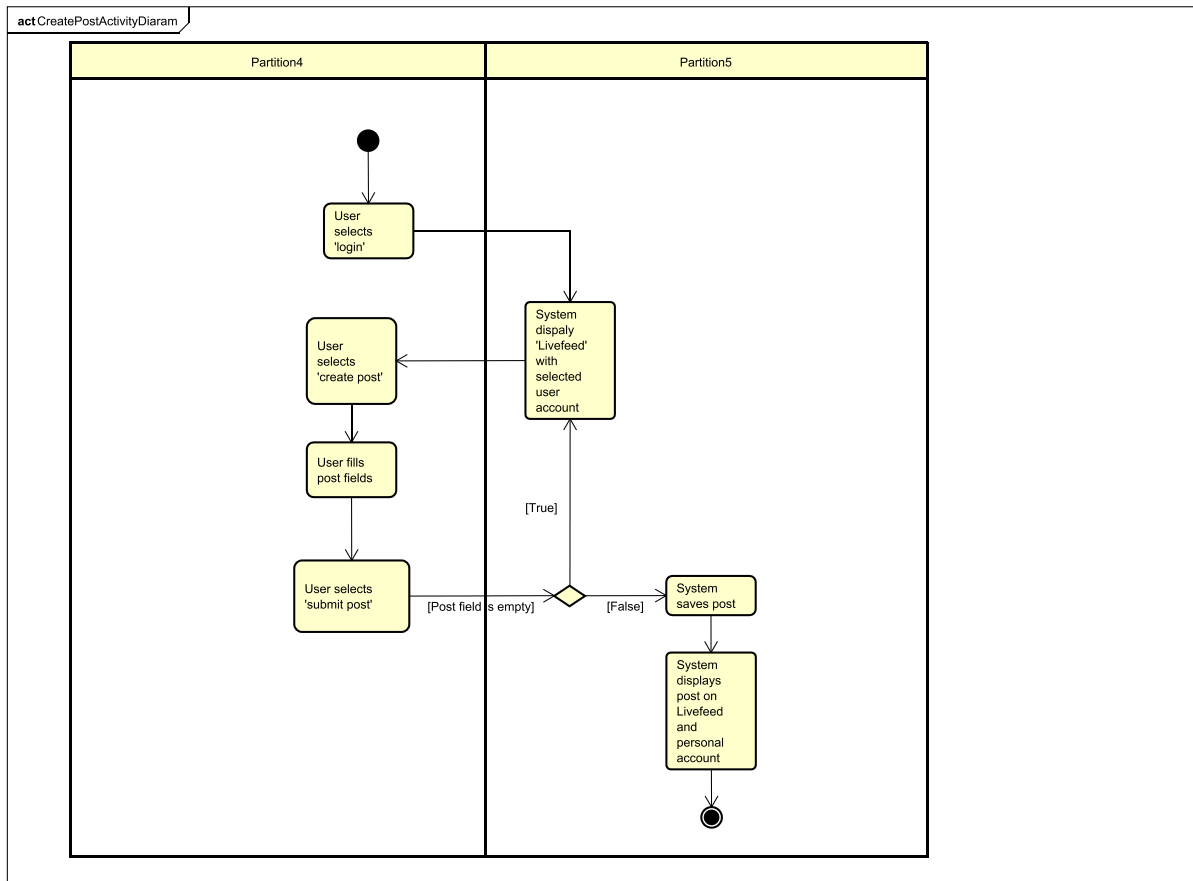 act CreatePostActivityDiaram
Partition4
Partition5
User
selects
'login'
System
dispaly
'Livefeed'
with
selected
user
account
User
selects
'create post'
User fills
post fields
[True]
User selects
'submit post'
[Post field is empty]
[False]
System
saves post
System
displays
post on
Livefeed
and
personal
account